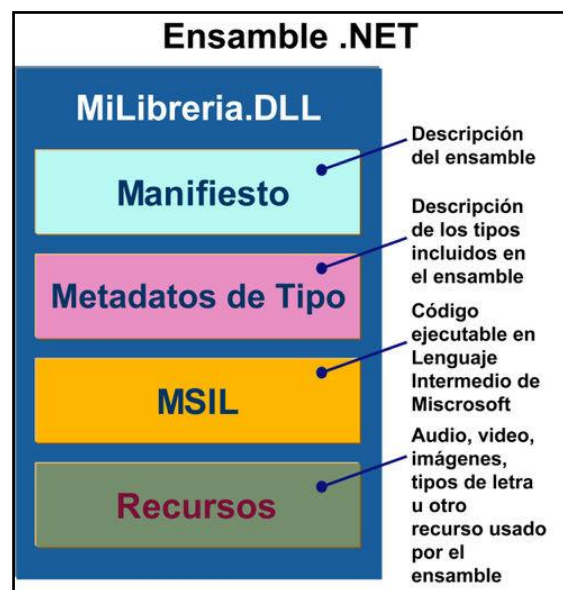 Ensamble .NET
MiLibreria.DLL
Manifiesto
Descripción
del ensamble
Metadatos de Tipo
Descripción
de los tipos
incluidos en
el ensamble
MSIL
Código
ejecutable en
Lenguaje
Intermedio de
Miscrosoft
Recursos
Audio, video,
imágenes,
tipos de letra
u otro
recurso usado
por el
ensamble